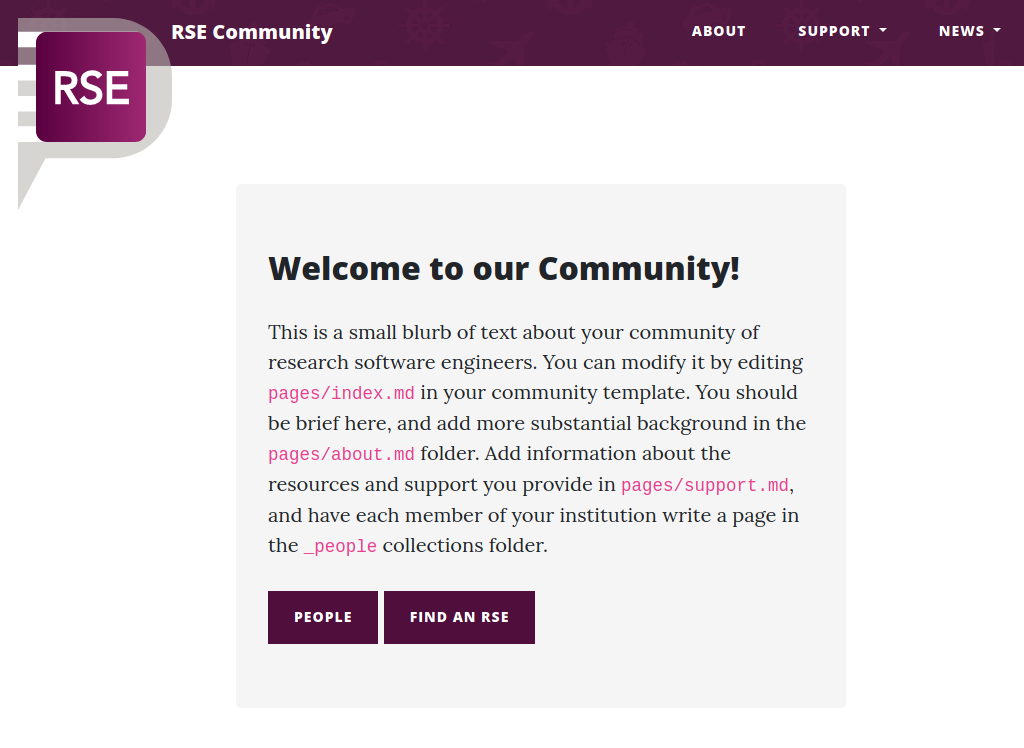 RSE Community
ABOUT
SUPPORT
NEWS
RSE
Welcome to our Community!
This is a small blurb of text about your community of
research software engineers. You can modify it by editing
pages/index.md in your community template. You should
be brief here, and add more substantial background in the
pages/about.md folder. Add information about the
resources and support you provide in pages/support.md,
and have each member of your institution write a page in
the _people collections folder.
PEOPLE
FIND AN RSE